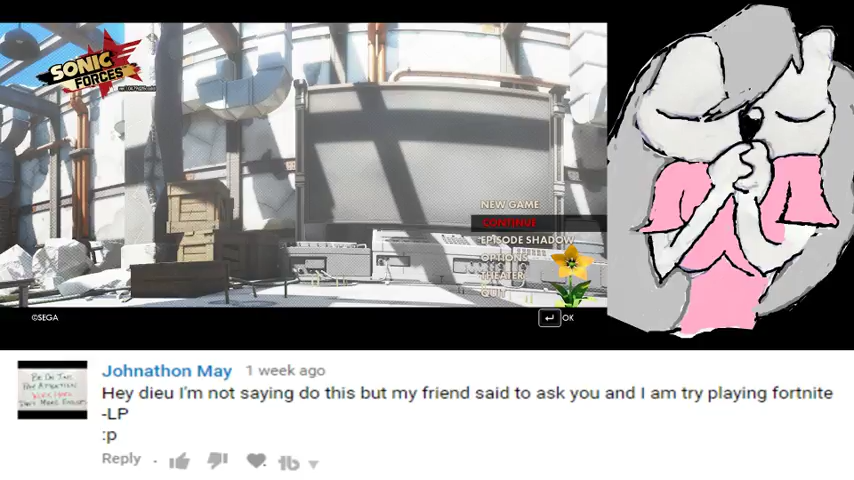 SONIC
FORCES
NEW GAME
CONTINUE
EPISODE SHADOW
OPTIONS
THEATER
QUIT
©SEGA
OK
Johnathon May 1 week ago
Hey dieu I'm not saying do this but my friend said to ask you and I am try playing fortnite
-LP
:p
Reply